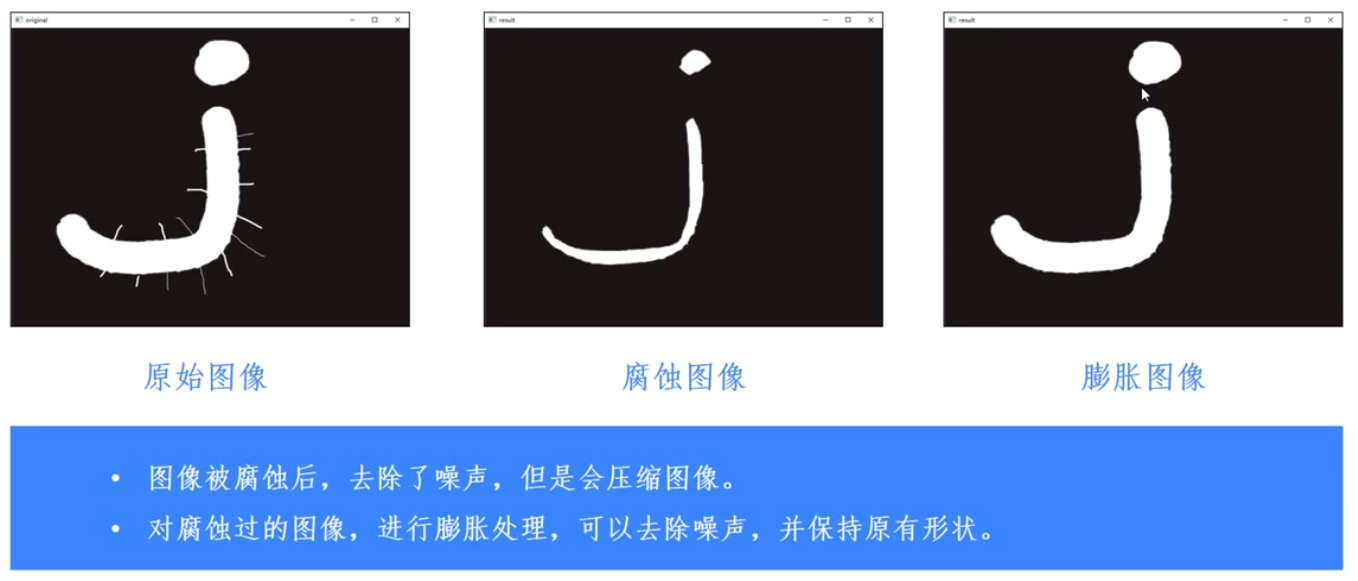 original
result
result
原始图像
腐蚀图像
膨胀图像
• 图像被腐蚀后，去除了噪声，但是会压缩图像。
• 对腐蚀过的图像，进行膨胀处理，可以去除噪声，并保持原有形状。